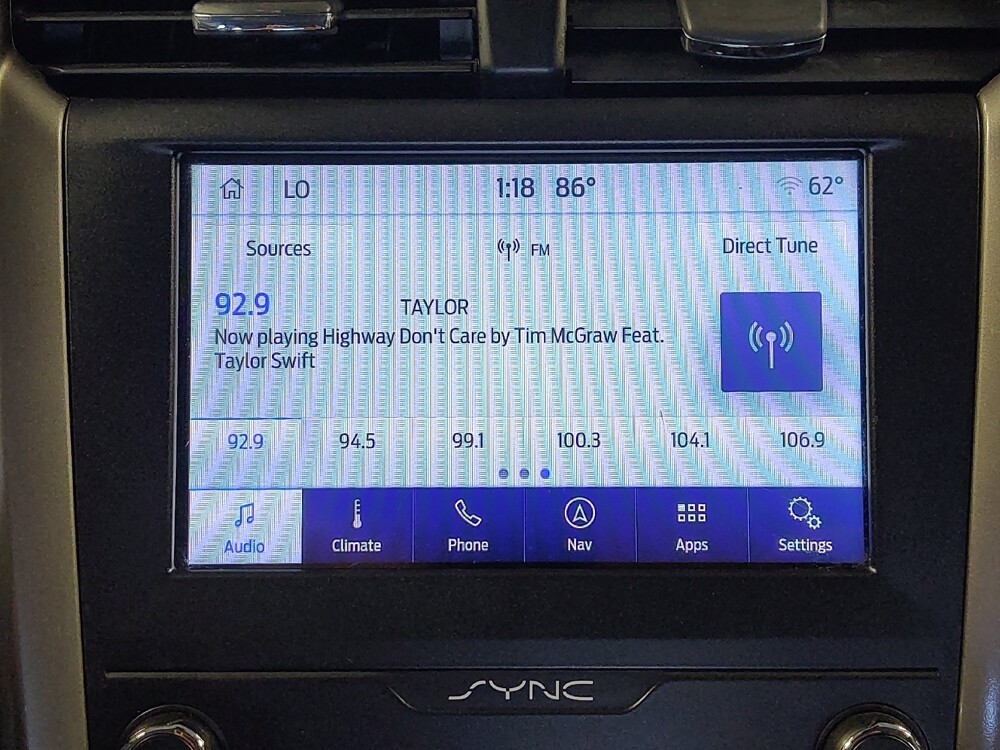 LO 1:18 86° 62°
Sources FM Direct Tune
92.9 TAYLOR
Now playing Highway Don't Care by Tim McGraw Feat.
Taylor Swift
92.9 94.5 99.1 100.3 104.1 106.9
Audio Climate Phone Nav Apps Settings
SYNC